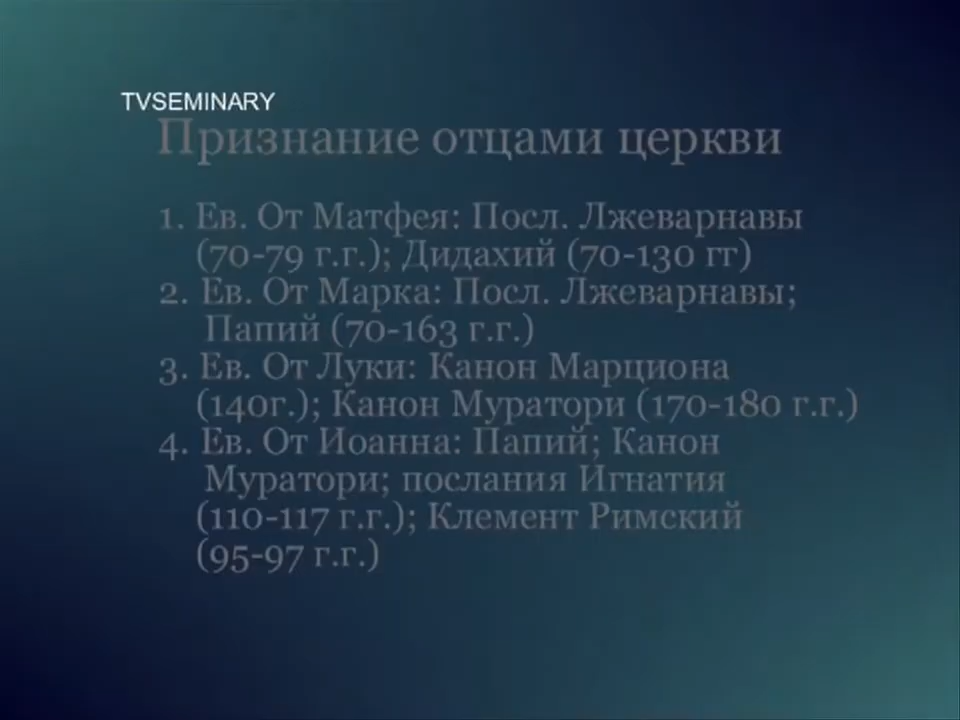 TVSEMINARY
Признание отцами церкви
1. Ев. От Матфея: Посл. Лжеварнавы
(70-79 г.г.); Дидахий (70-130 гг)
2. Ев. От Марка: Посл. Лжеварнавы;
Папий (70-163 г.г.)
3. Ев. От Луки: Канон Марциона
(140г.); Канон Муратори (170-180 г.г.)
4. Ев. От Иоанна: Папий; Канон
Муратори; послания Игнатия
(110-117 г.г.); Клемент Римский
(95-97 г.г.)